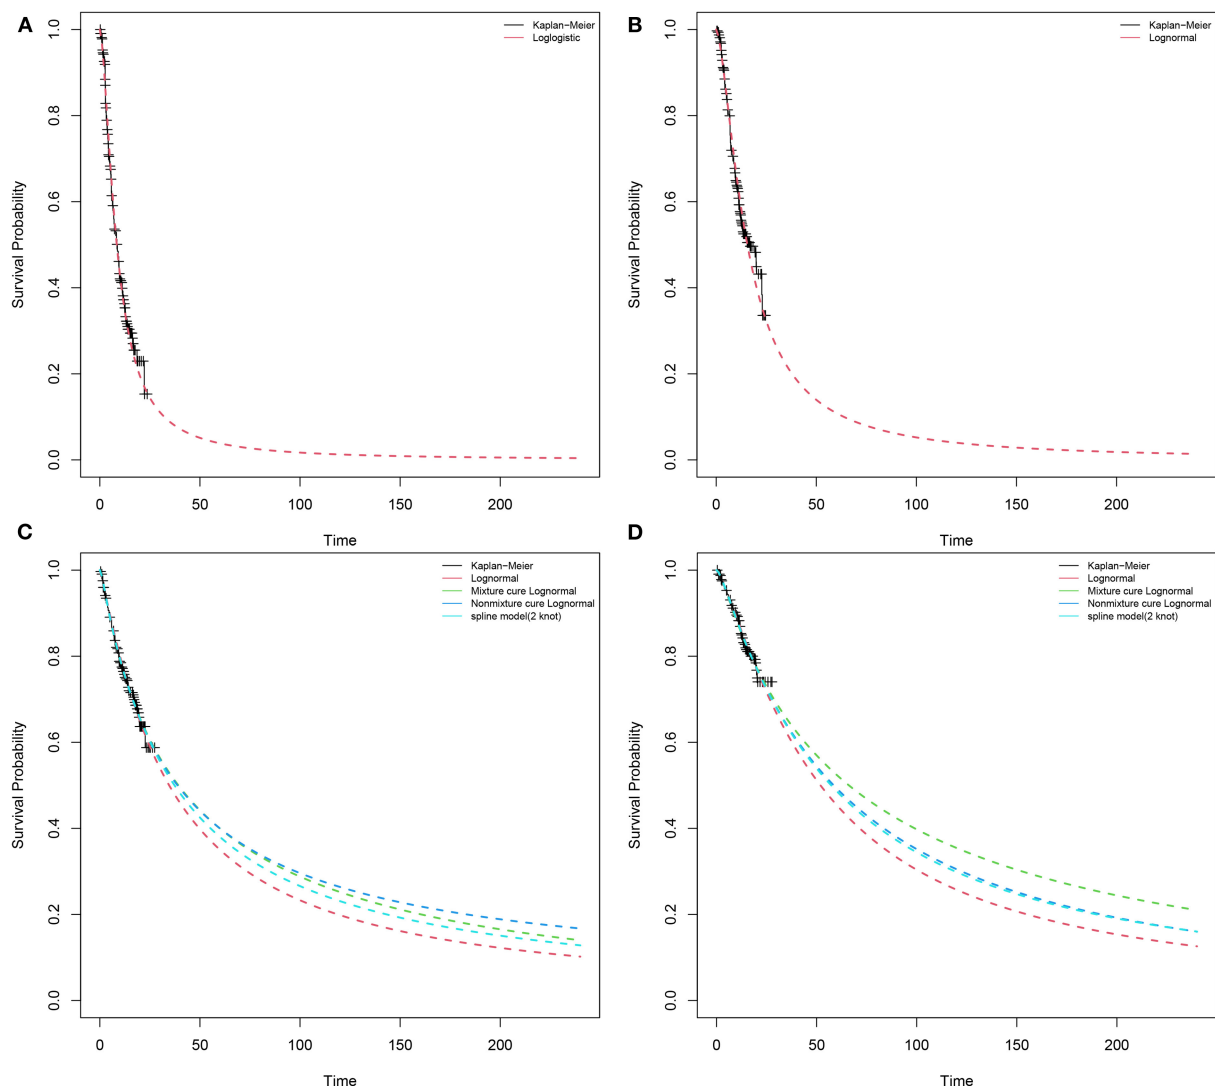 A
Kaplan−Meier
Loglogistic
Survival Probability
0.0 0.2 0.4 0.6 0.8 1.0
0 50 100 150 200
Time
B
Kaplan−Meier
Lognormal
Survival Probability
0.0 0.2 0.4 0.6 0.8 1.0
0 50 100 150 200
Time
C
Kaplan−Meier
Lognormal
Mixture cure Lognormal
Nonmixture cure Lognormal
spline model(2 knot)
Survival Probability
0.0 0.2 0.4 0.6 0.8 1.0
0 50 100 150 200
Time
D
Kaplan−Meier
Lognormal
Mixture cure Lognormal
Nonmixture cure Lognormal
spline model(2 knot)
Survival Probability
0.0 0.2 0.4 0.6 0.8 1.0
0 50 100 150 200
Time